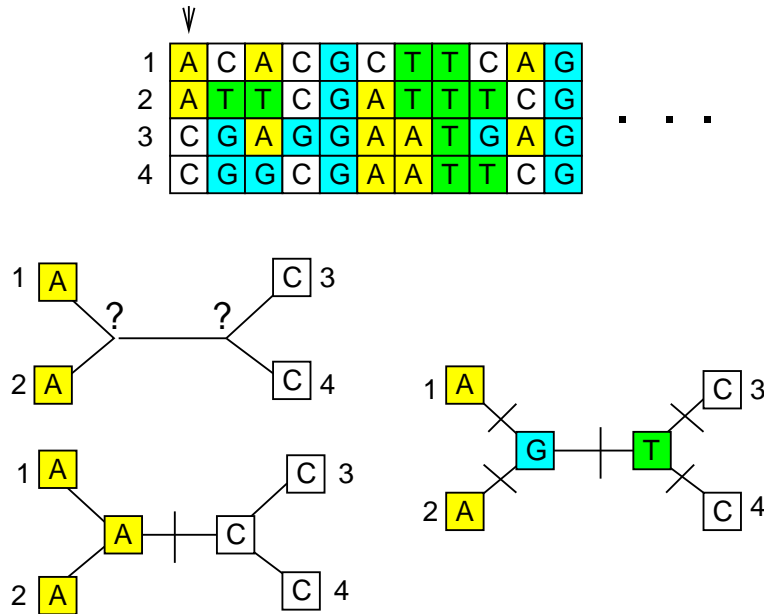 1 A C A C G C T T C A G
2 A T T C G A T T T C G
3 C G A G G A A T G A G
4 C G G C G A A T T C G
. . .
1 A C 3
? ?
2 A C 4
1 A C 3
G T
2 A C 4
1 A C 3
A C
2 A C 4